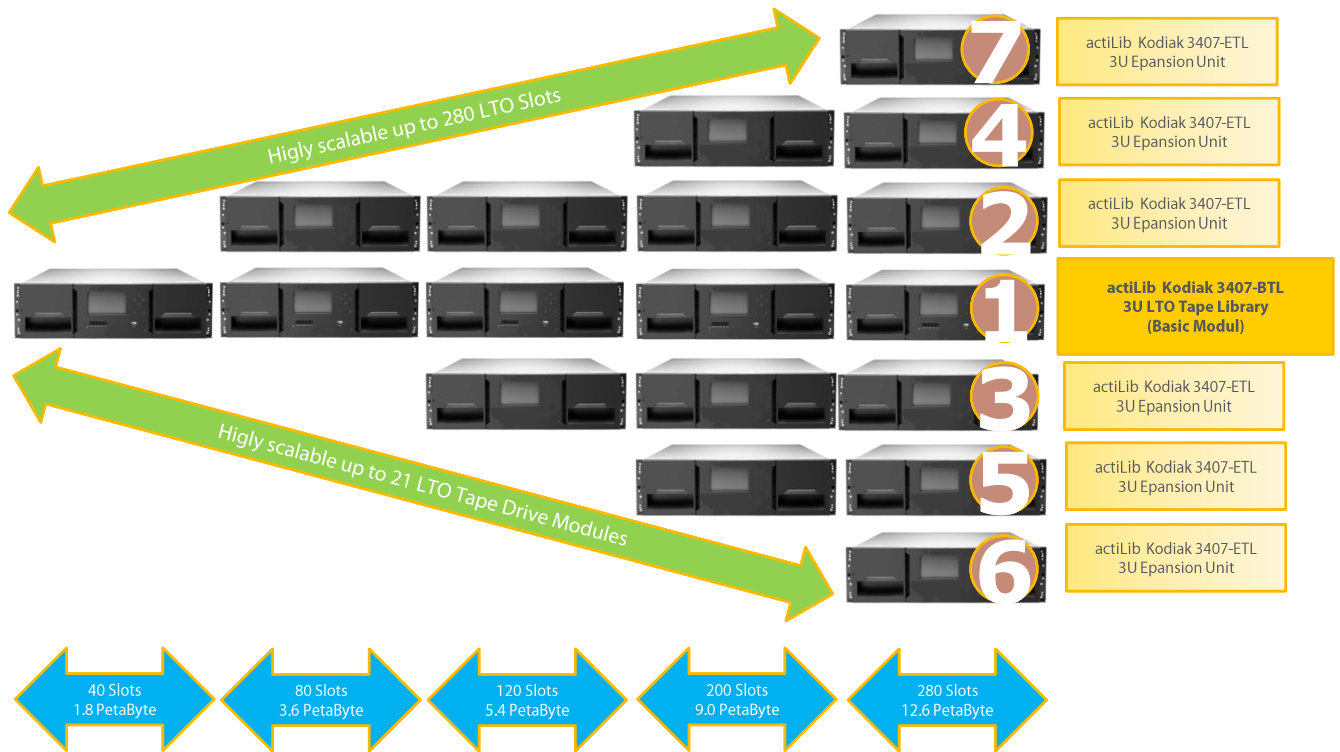 Higly scalable up to 280 LTO Slots
7
actiLib Kodiak 3407-ETL
3U Epansion Unit
4
actiLib Kodiak 3407-ETL
3U Epansion Unit
2
actiLib Kodiak 3407-ETL
3U Epansion Unit
1
actiLib Kodiak 3407-BTL
3U LTO Tape Library
(Basic Modul)
3
actiLib Kodiak 3407-ETL
3U Epansion Unit
Higly scalable up to 21 LTO Tape Drive Modules
5
actiLib Kodiak 3407-ETL
3U Epansion Unit
6
actiLib Kodiak 3407-ETL
3U Epansion Unit
40 Slots
1.8 PetaByte
80 Slots
3.6 PetaByte
120 Slots
5.4 PetaByte
200 Slots
9.0 PetaByte
280 Slots
12.6 PetaByte